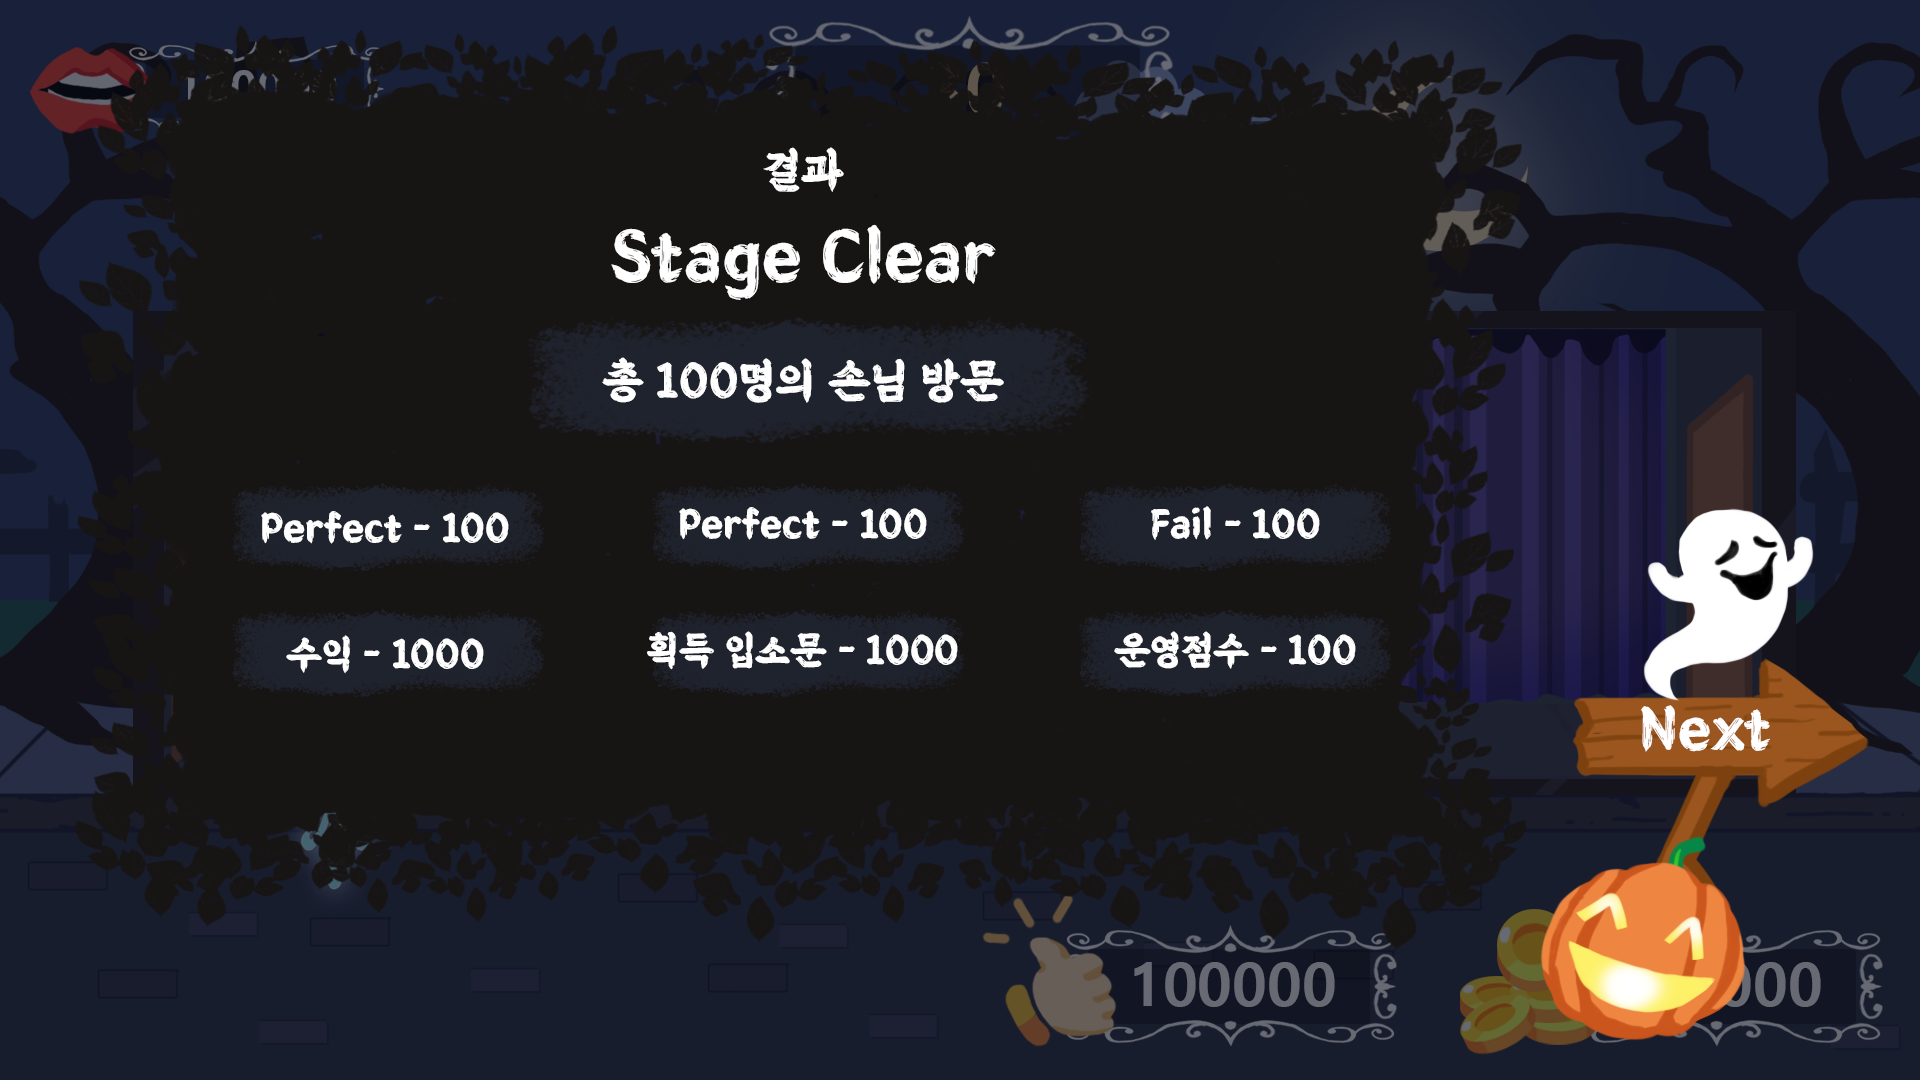 결과
Stage Clear
총 100명의 손님 방문
Perfect - 100
Perfect - 100
Fail - 100
수익 - 1000
획득 입소문 - 1000
운영점수 - 100
Next
100000